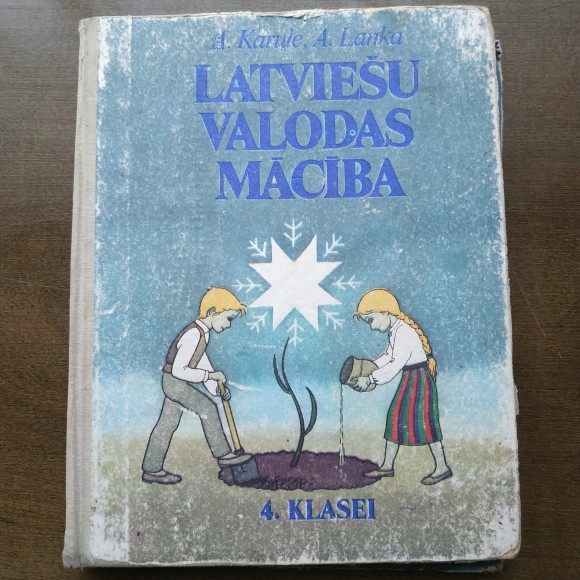 A. Karule, A. Lanka
LATVIEŠU
VALODAS
MĀCĪBA
4. KLASEI